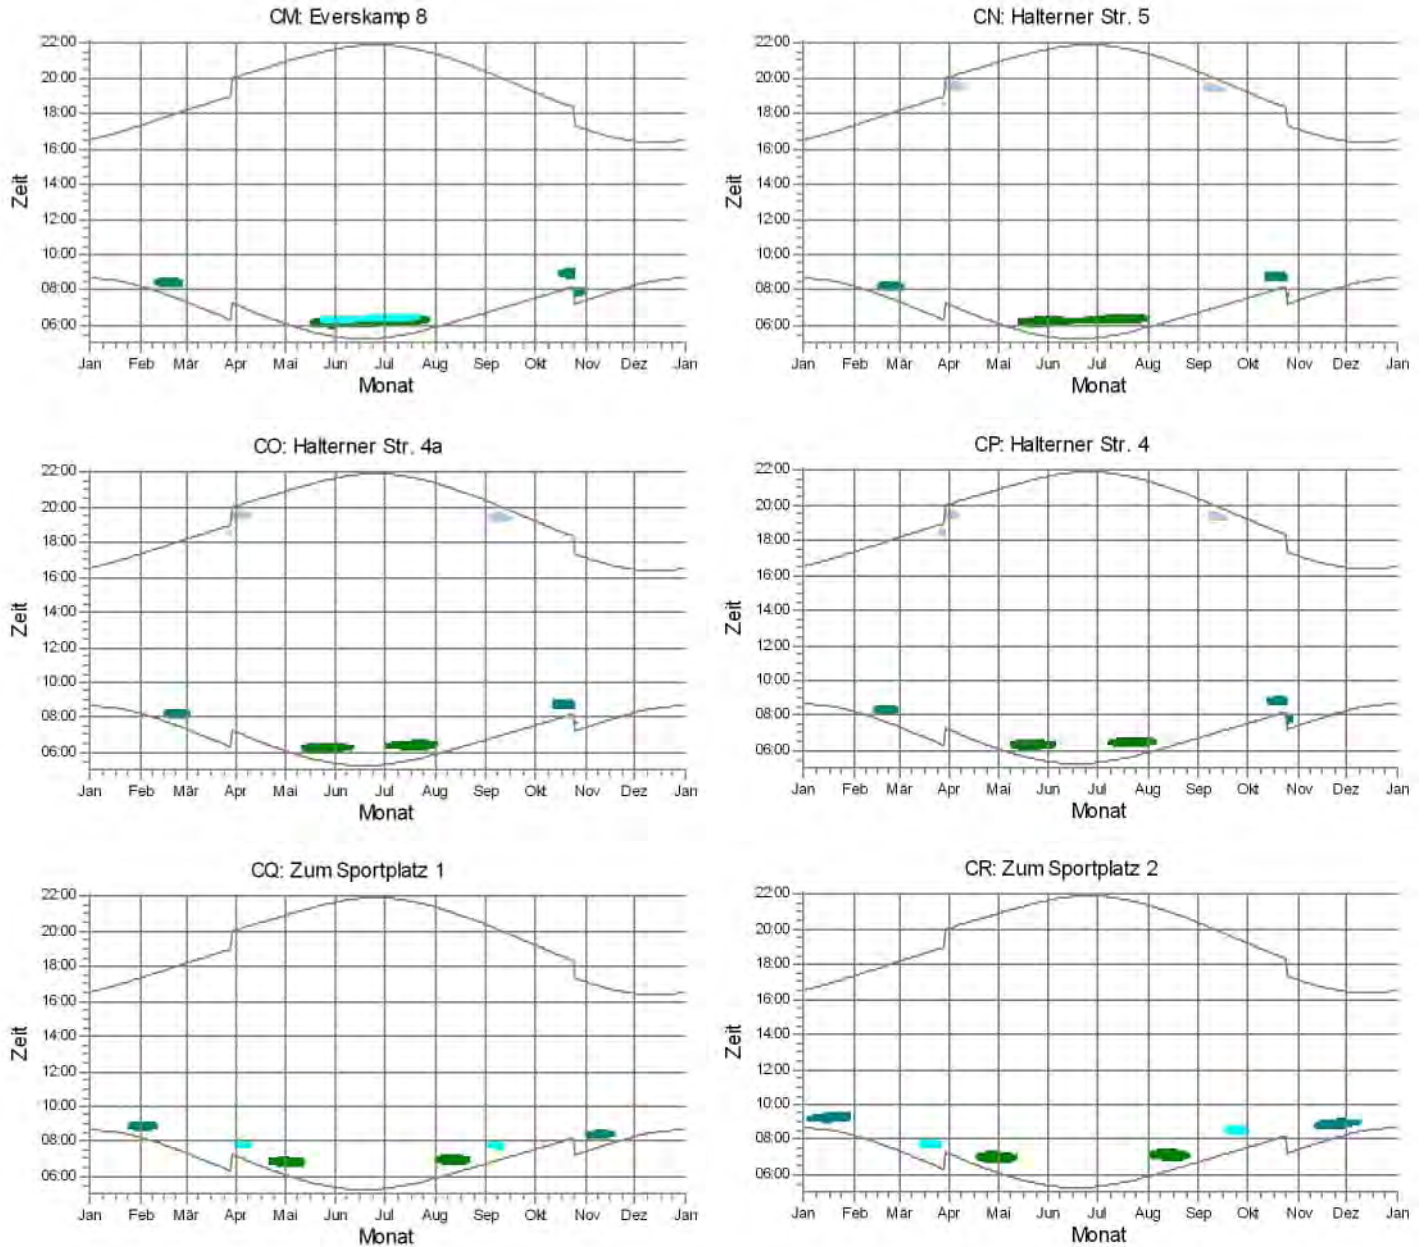 CM: Everskamp 8
22:00
20:00
18:00
16:00
14:00
12:00
10:00
08:00
06:00
Zeit
Jan Feb Mär Apr Mai Jun Jul Aug Sep Okt Nov Dez Jan
Monat
CN: Halterner Str. 5
22:00
20:00
18:00
16:00
14:00
12:00
10:00
08:00
06:00
Zeit
Jan Feb Mär Apr Mai Jun Jul Aug Sep Okt Nov Dez Jan
Monat
CO: Halterner Str. 4a
22:00
20:00
18:00
16:00
14:00
12:00
10:00
08:00
06:00
Zeit
Jan Feb Mär Apr Mai Jun Jul Aug Sep Okt Nov Dez Jan
Monat
CP: Halterner Str. 4
22:00
20:00
18:00
16:00
14:00
12:00
10:00
08:00
06:00
Zeit
Jan Feb Mär Apr Mai Jun Jul Aug Sep Okt Nov Dez Jan
Monat
CQ: Zum Sportplatz 1
22:00
20:00
18:00
16:00
14:00
12:00
10:00
08:00
06:00
Zeit
Jan Feb Mär Apr Mai Jun Jul Aug Sep Okt Nov Dez Jan
Monat
CR: Zum Sportplatz 2
22:00
20:00
18:00
16:00
14:00
12:00
10:00
08:00
06:00
Zeit
Jan Feb Mär Apr Mai Jun Jul Aug Sep Okt Nov Dez Jan
Monat